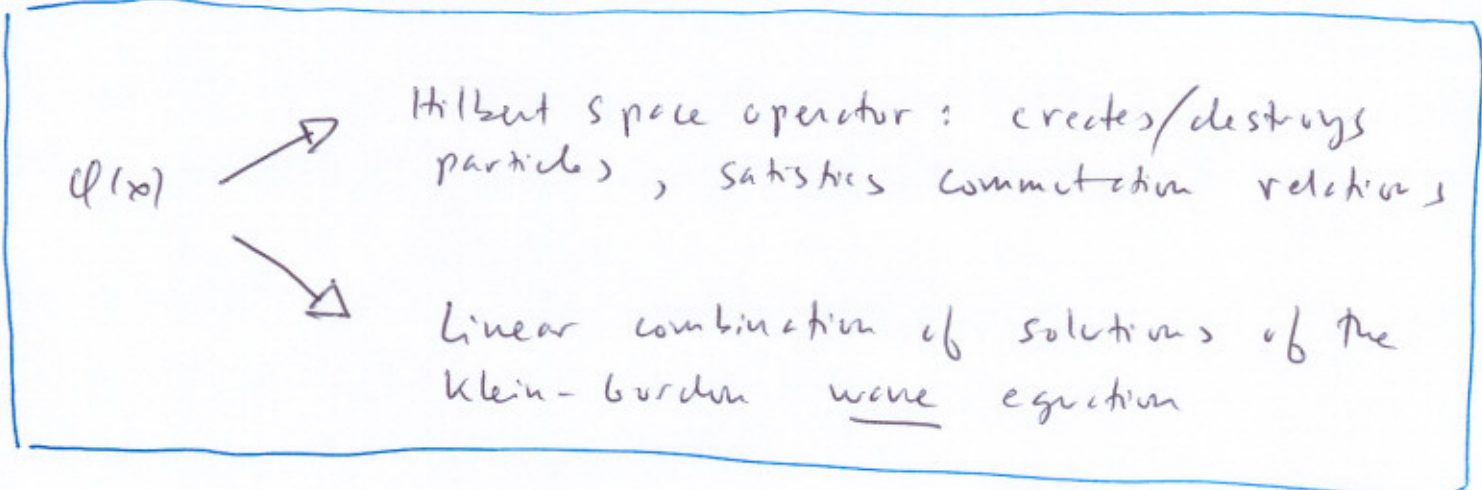 Hilbert space operator : creates/destroys
φ(x) particles, satisfies commutation relations
Linear combination of solutions of the
Klein-Gordon wave equation